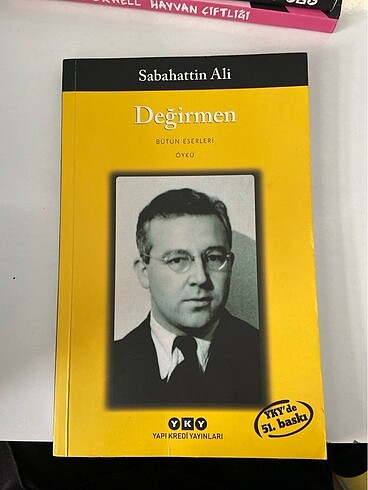 HAYVAN ÇİFTLİĞİ
Sabahattin Ali
Değirmen
BÜTÜN ESERLERİ
ÖYKÜ
YKY'de
51. baskı
YKY
YAPI KREDİ YAYINLARI